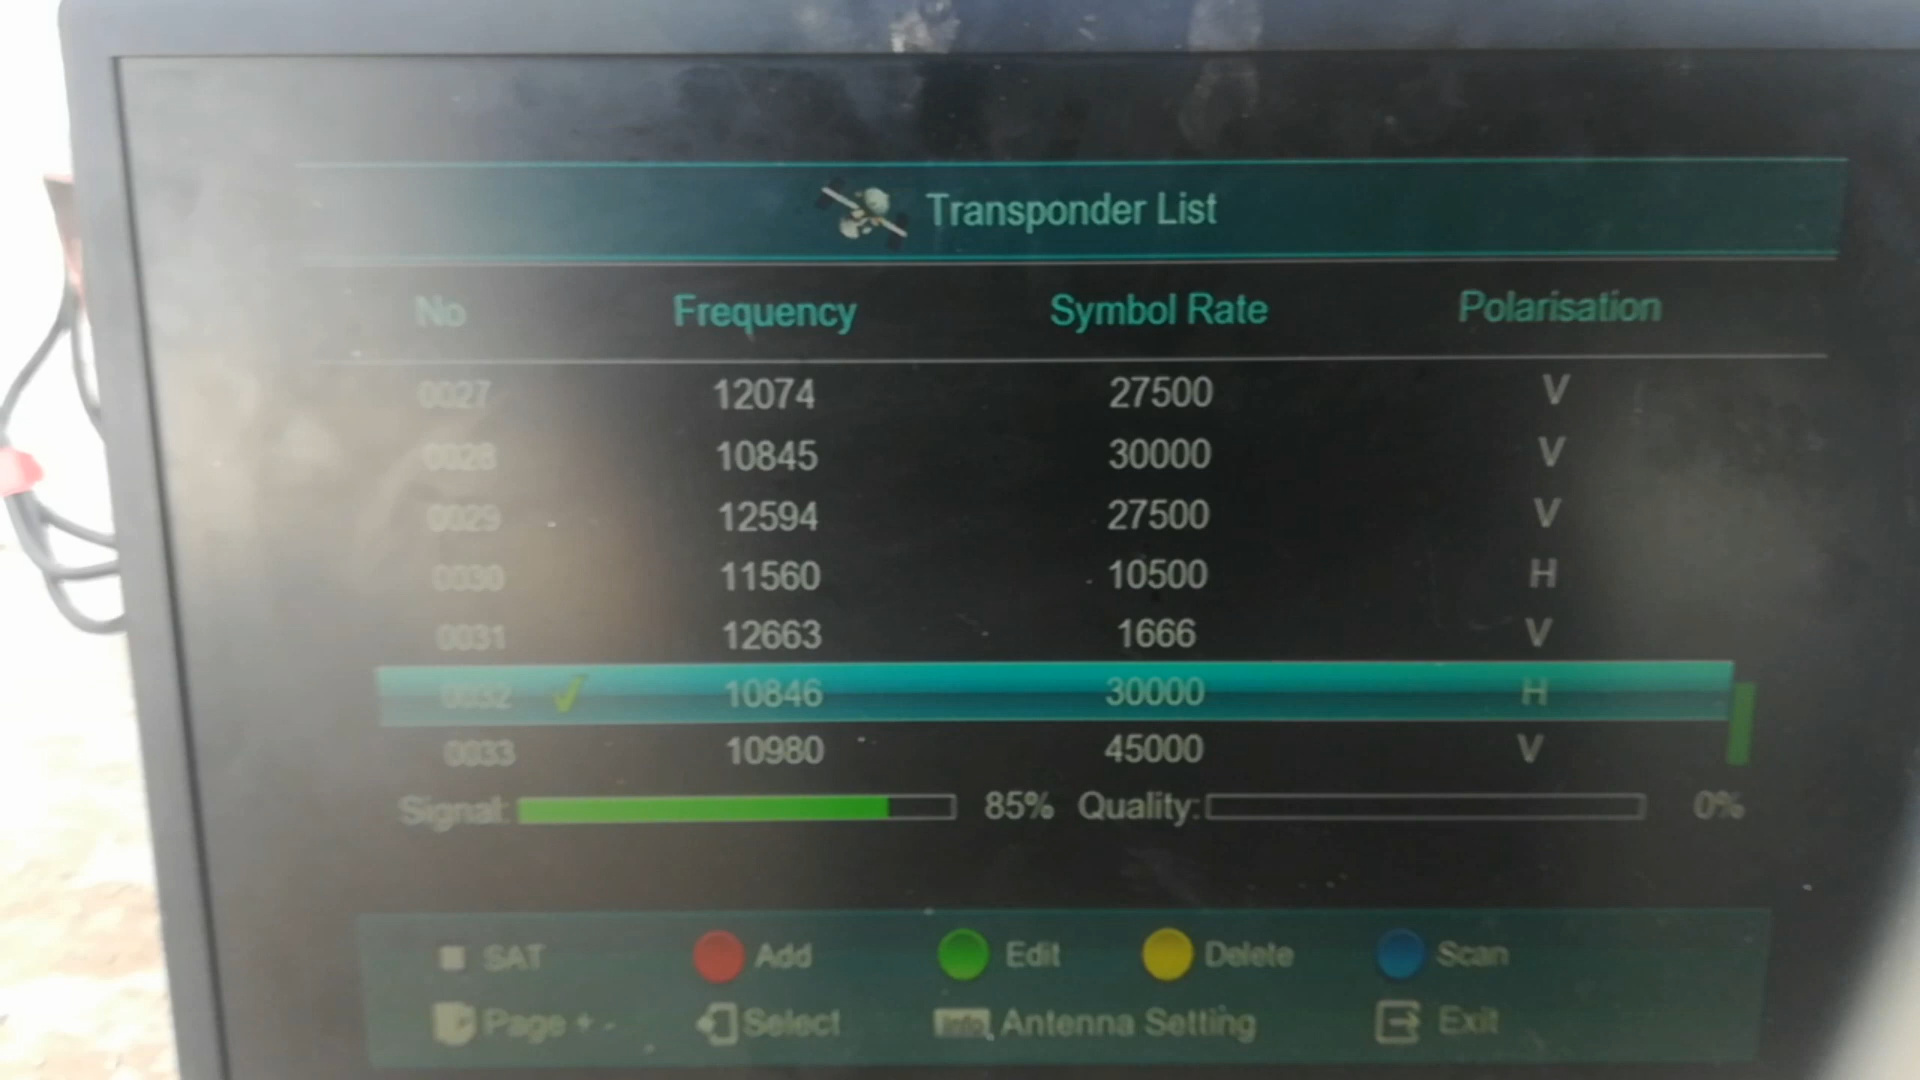 Transponder List
No Frequency Symbol Rate Polarisation
0027 12074 27500 V
0028 10845 30000 V
0029 12594 27500 V
0030 11560 10500 H
0031 12663 1666 V
0032 10846 30000 H
0033 10980 45000 V
Signal: 85% Quality: 0%
SAT Add Edit Delete Scan
Page + - Select Info Antenna Setting Exit